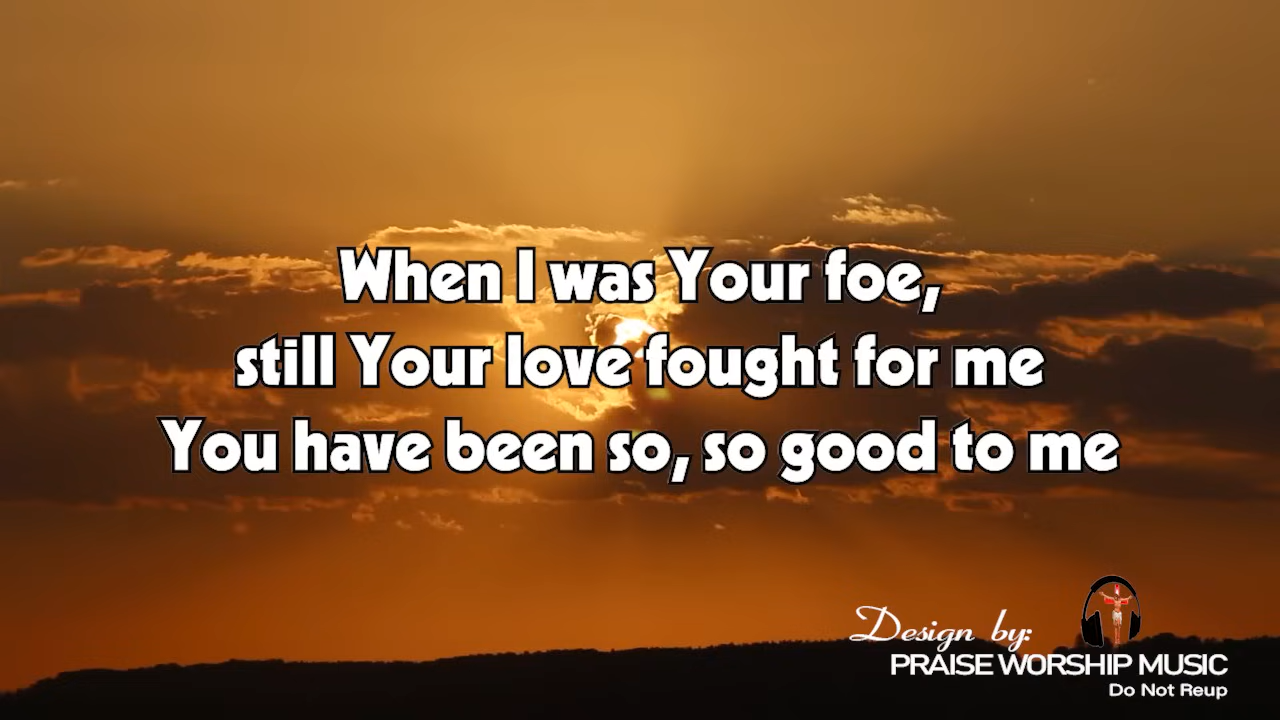 When I was Your foe,
still Your love fought for me
You have been so, so good to me
Design by:
PRAISE WORSHIP MUSIC
Do Not Reup